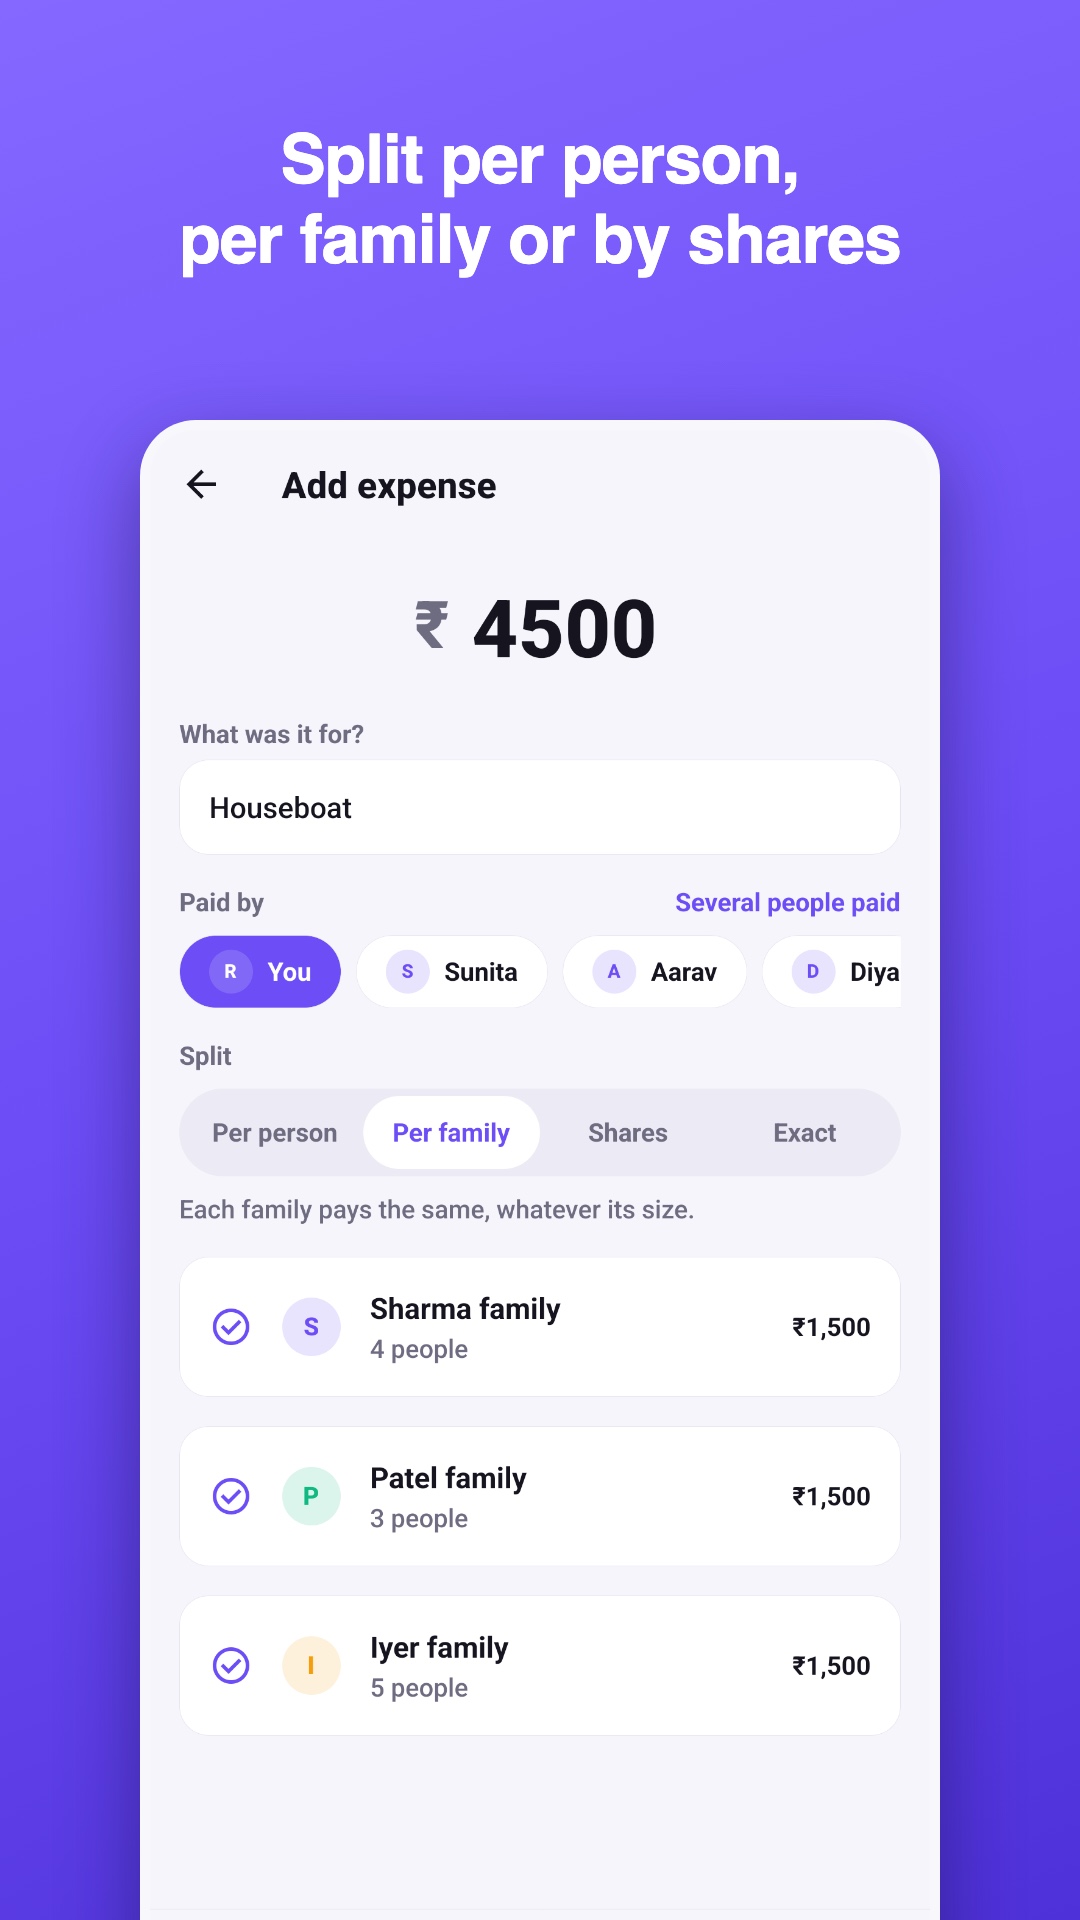 Split per person,
per family or by shares
Add expense
₹ 4500
What was it for?
Houseboat
Paid by
Several people paid
R You
S Sunita
A Aarav
D Diya
Split
Per person
Per family
Shares
Exact
Each family pays the same, whatever its size.
S
Sharma family
4 people
₹1,500
P
Patel family
3 people
₹1,500
I
Iyer family
5 people
₹1,500